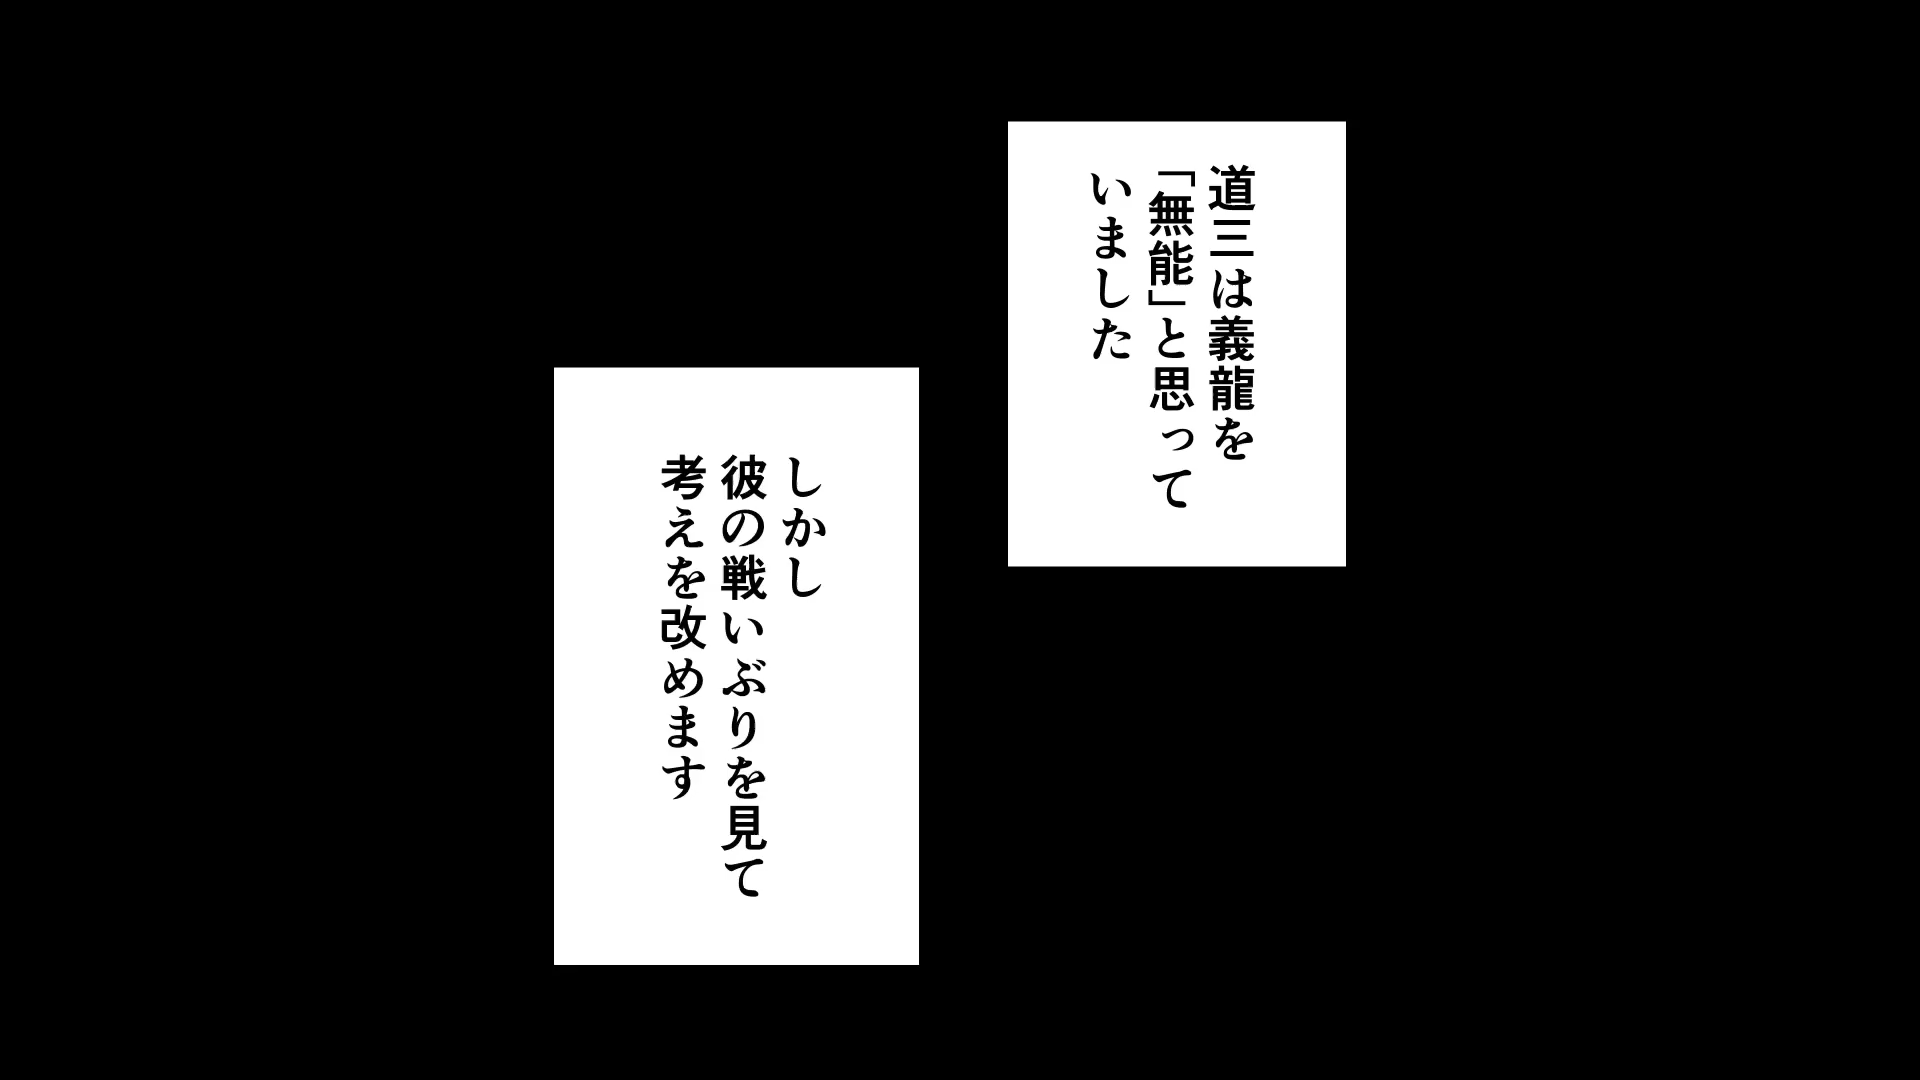 道三は義龍を
「無能」と思って
いました
しかし
彼の戦いぶりを見て
考えを改めます